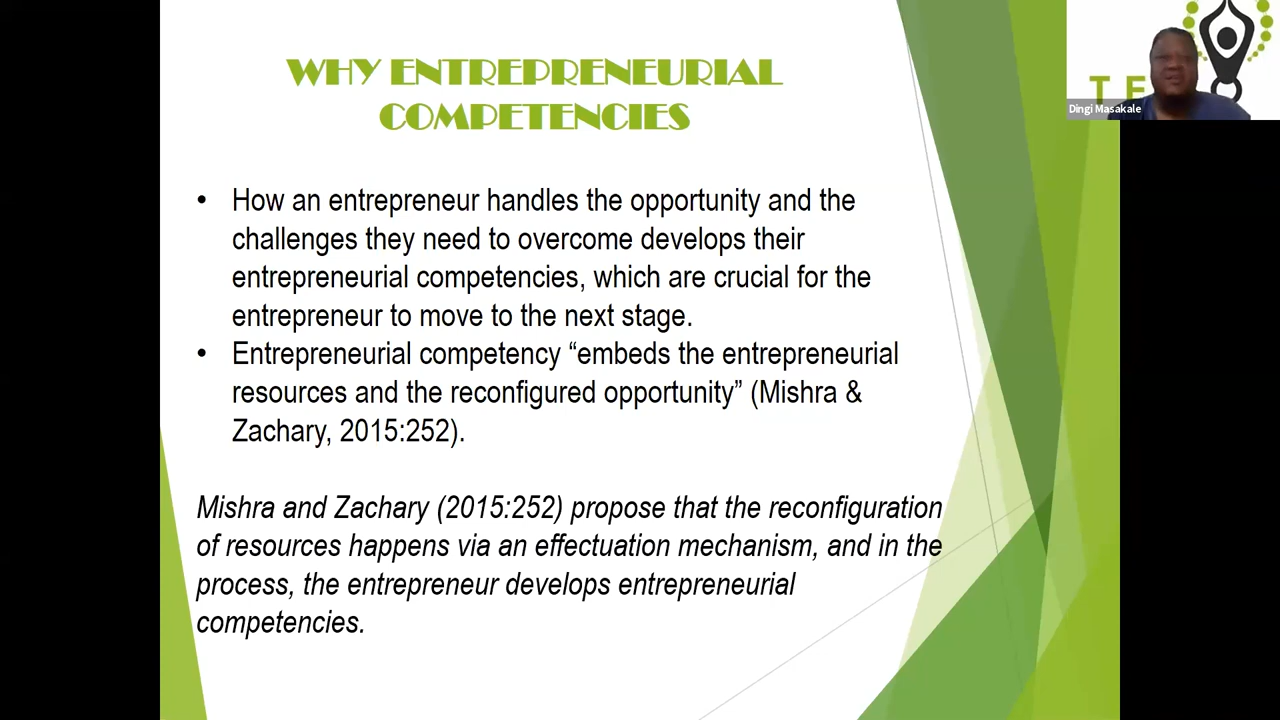 WHY ENTREPRENEURIAL
COMPETENCIES
• How an entrepreneur handles the opportunity and the
challenges they need to overcome develops their
entrepreneurial competencies, which are crucial for the
entrepreneur to move to the next stage.
• Entrepreneurial competency “embeds the entrepreneurial
resources and the reconfigured opportunity” (Mishra &
Zachary, 2015:252).
Mishra and Zachary (2015:252) propose that the reconfiguration
of resources happens via an effectuation mechanism, and in the
process, the entrepreneur develops entrepreneurial
competencies.
Dingi Masakale